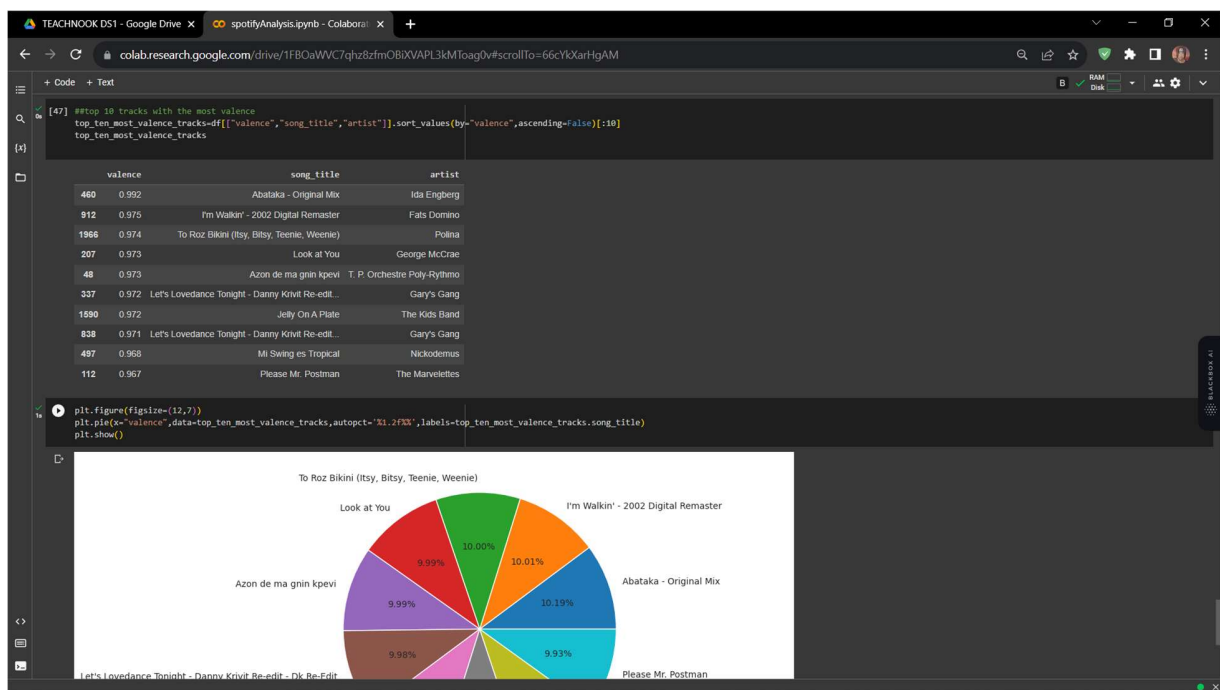 TEACHNOOK DS1 - Google Drive
spotifyAnalysis.ipynb - Colaborat
colab.research.google.com/drive/1FBOaWVC7qhz8zfmOBiXVAPL3kMToag0v#scrollTo=66cYkXarHgAM
+ Code + Text
B RAM Disk
[47] ##top 10 tracks with the most valence
0s top_ten_most_valence_tracks=df[["valence","song_title","artist"]].sort_values(by="valence",ascending=False)[:10]
top_ten_most_valence_tracks
{x}
valence song_title artist
460 0.992 Abataka - Original Mix Ida Engberg
912 0.975 I'm Walkin' - 2002 Digital Remaster Fats Domino
1966 0.974 To Roz Bikini (Itsy, Bitsy, Teenie, Weenie) Polina
207 0.973 Look at You George McCrae
48 0.973 Azon de ma gnin kpevi T. P. Orchestre Poly-Rythmo
337 0.972 Let's Lovedance Tonight - Danny Krivit Re-edit... Gary's Gang
1590 0.972 Jelly On A Plate The Kids Band
838 0.971 Let's Lovedance Tonight - Danny Krivit Re-edit... Gary's Gang
497 0.968 Mi Swing es Tropical Nickodemus
112 0.967 Please Mr. Postman The Marvelettes
BLACKBOX AI
1s plt.figure(figsize=(12,7))
plt.pie(x="valence",data=top_ten_most_valence_tracks,autopct='%1.2f%%',labels=top_ten_most_valence_tracks.song_title)
plt.show()
To Roz Bikini (Itsy, Bitsy, Teenie, Weenie)
Look at You
I'm Walkin' - 2002 Digital Remaster
10.00%
9.99%
10.01%
Azon de ma gnin kpevi
Abataka - Original Mix
9.99%
10.19%
9.98%
9.93%
Let's Lovedance Tonight - Danny Krivit Re-edit - Dk Re-Edit
Please Mr. Postman